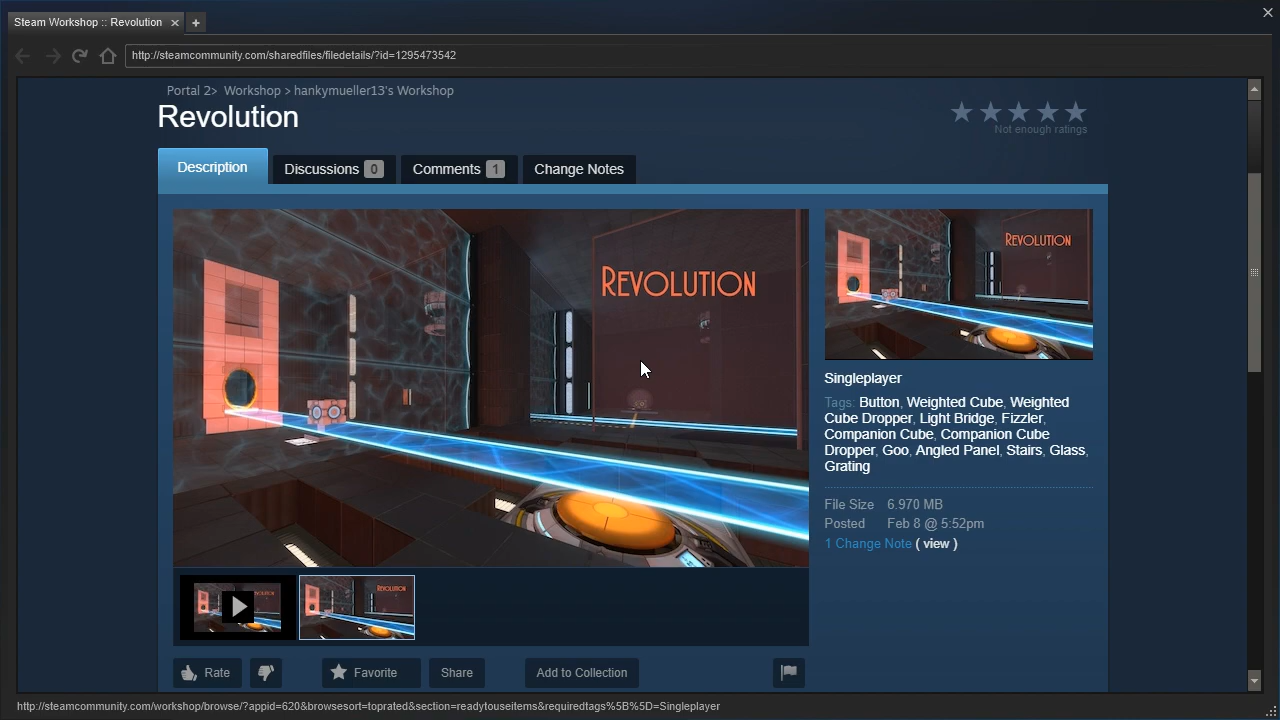 Steam Workshop :: Revolution
http://steamcommunity.com/sharedfiles/filedetails/?id=1295473542
Portal 2> Workshop > hankymueller13's Workshop
Revolution
Not enough ratings
Description
Discussions 0
Comments 1
Change Notes
REVOLUTION
REVOLUTION
Singleplayer
Tags: Button, Weighted Cube, Weighted
Cube Dropper, Light Bridge, Fizzler,
Companion Cube, Companion Cube
Dropper, Goo, Angled Panel, Stairs, Glass,
Grating
File Size 6.970 MB
Posted Feb 8 @ 5:52pm
1 Change Note ( view )
REVOLUTION
REVOLUTION
Rate
Favorite
Share
Add to Collection
http://steamcommunity.com/workshop/browse/?appid=620&browsesort=toprated&section=readytouseitems&requiredtags%5B%5D=Singleplayer